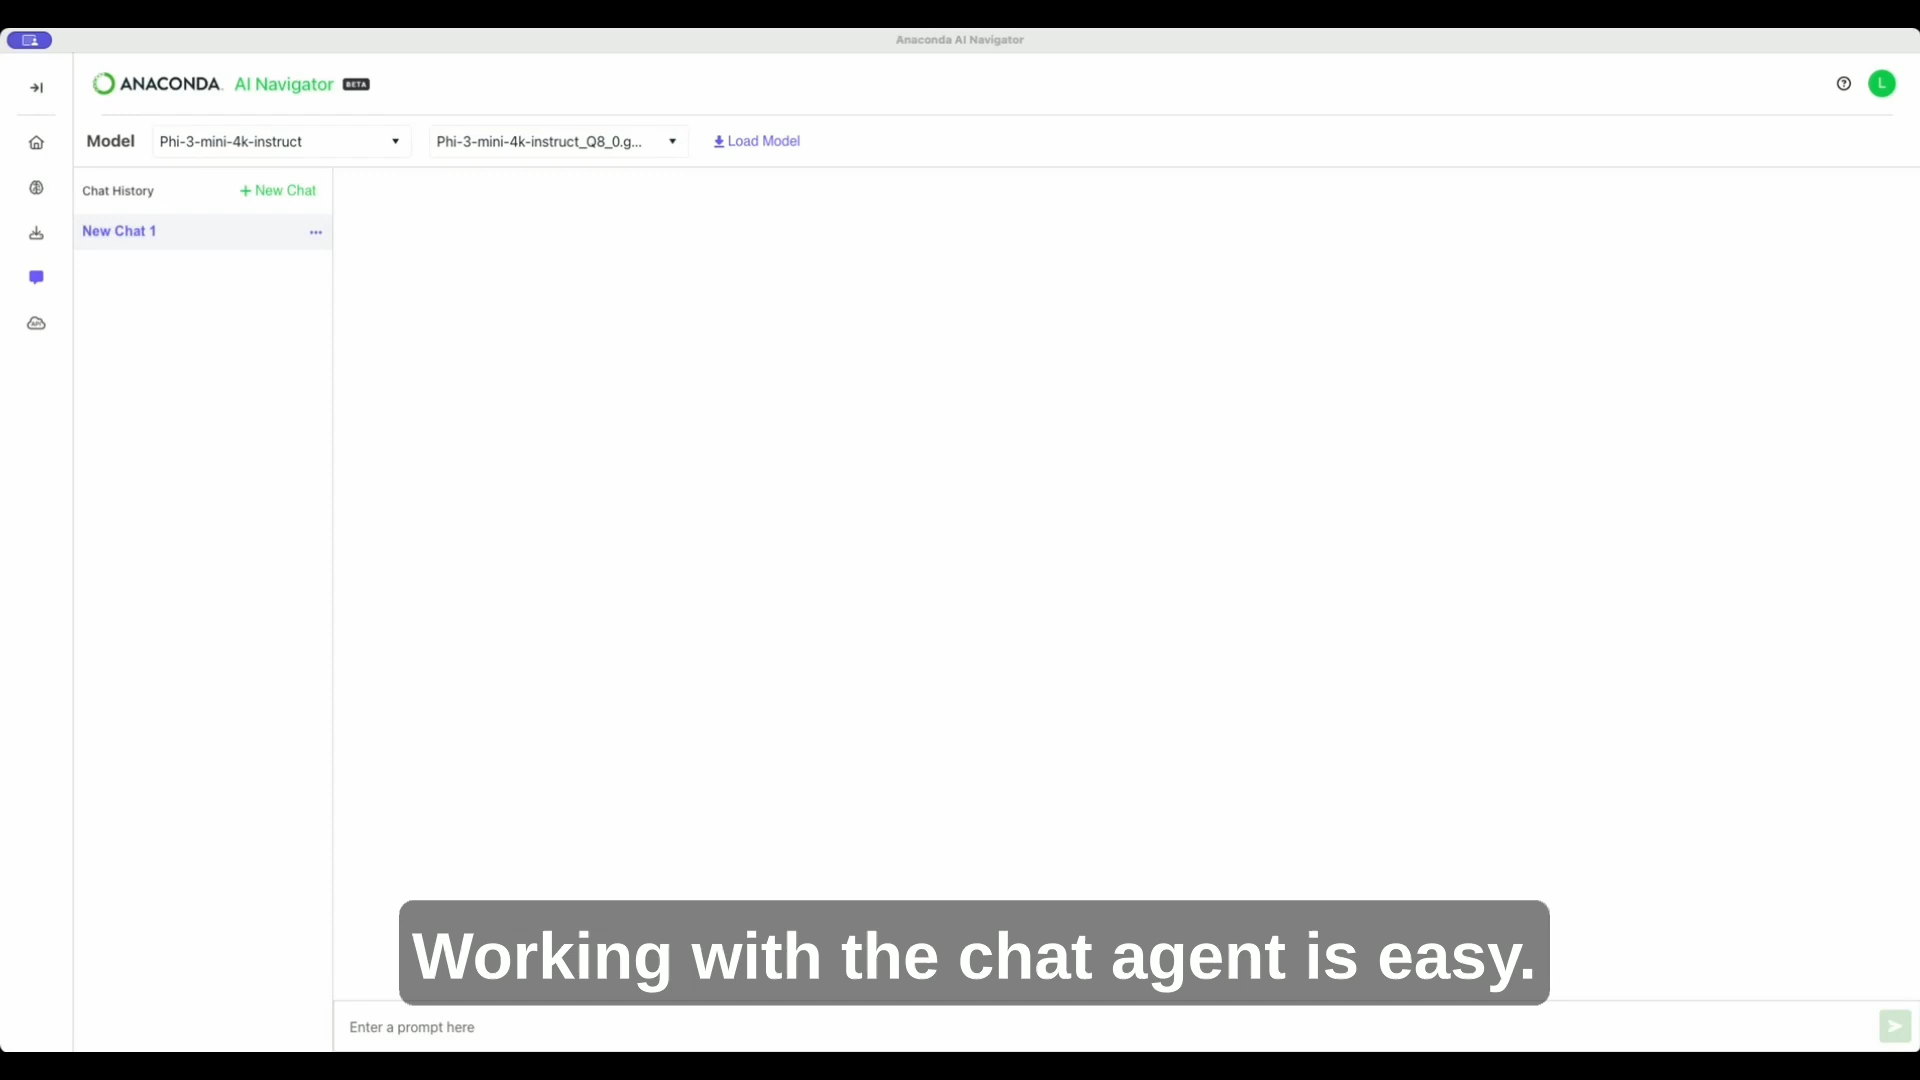 Anaconda AI Navigator
ANACONDA. AI Navigator BETA
L
Model Phi-3-mini-4k-instruct Phi-3-mini-4k-instruct_Q8_0.g... Load Model
Chat History + New Chat
New Chat 1
API
Working with the chat agent is easy.
Enter a prompt here